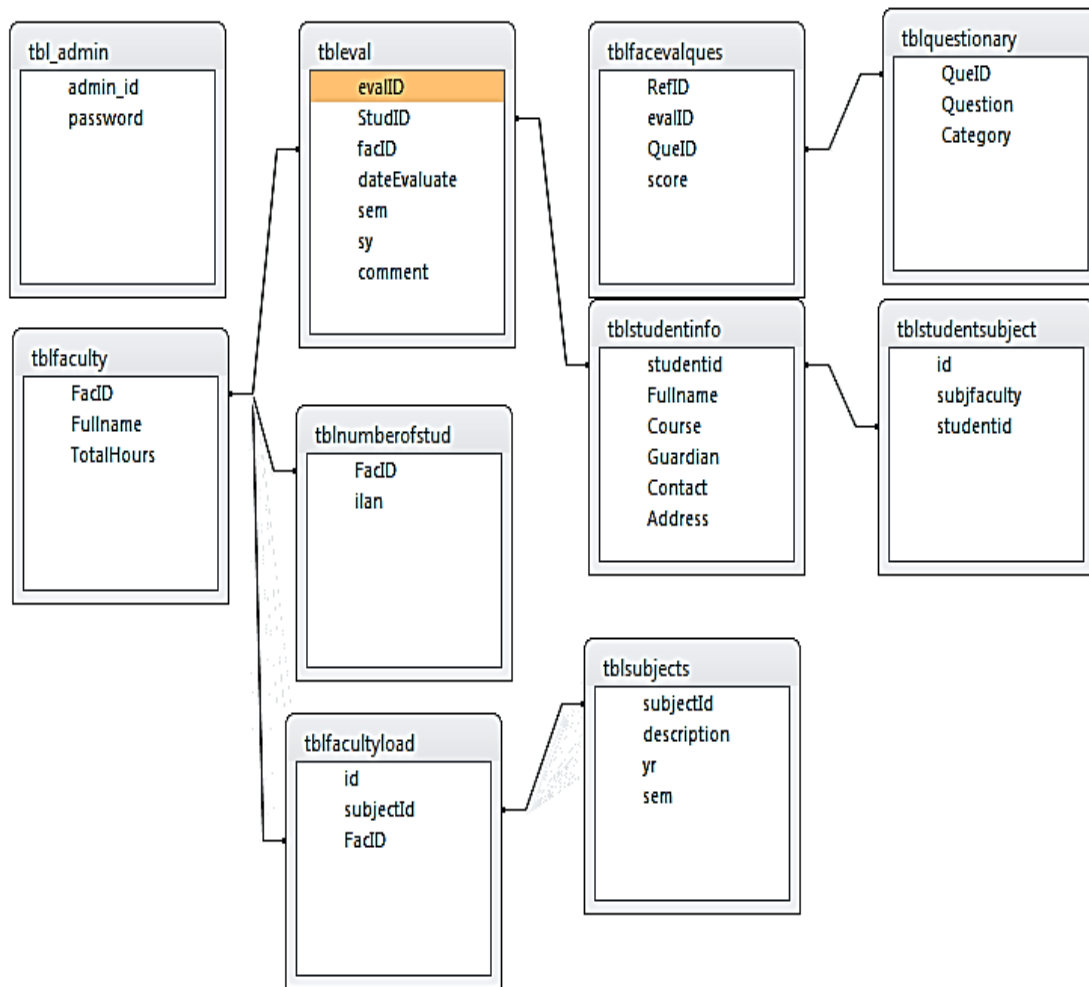 tbl_admin
admin_id
password
tbleval
evalID
StudID
facID
dateEvaluate
sem
sy
comment
tblfacevalques
RefID
evalID
QueID
score
tblquestionary
QueID
Question
Category
tblfaculty
FacID
Fullname
TotalHours
tblnumberofstud
FacID
ilan
tblstudentinfo
studentid
Fullname
Course
Guardian
Contact
Address
tblstudentsubject
id
subjfaculty
studentid
tblfacultyload
id
subjectId
FacID
tblsubjects
subjectId
description
yr
sem